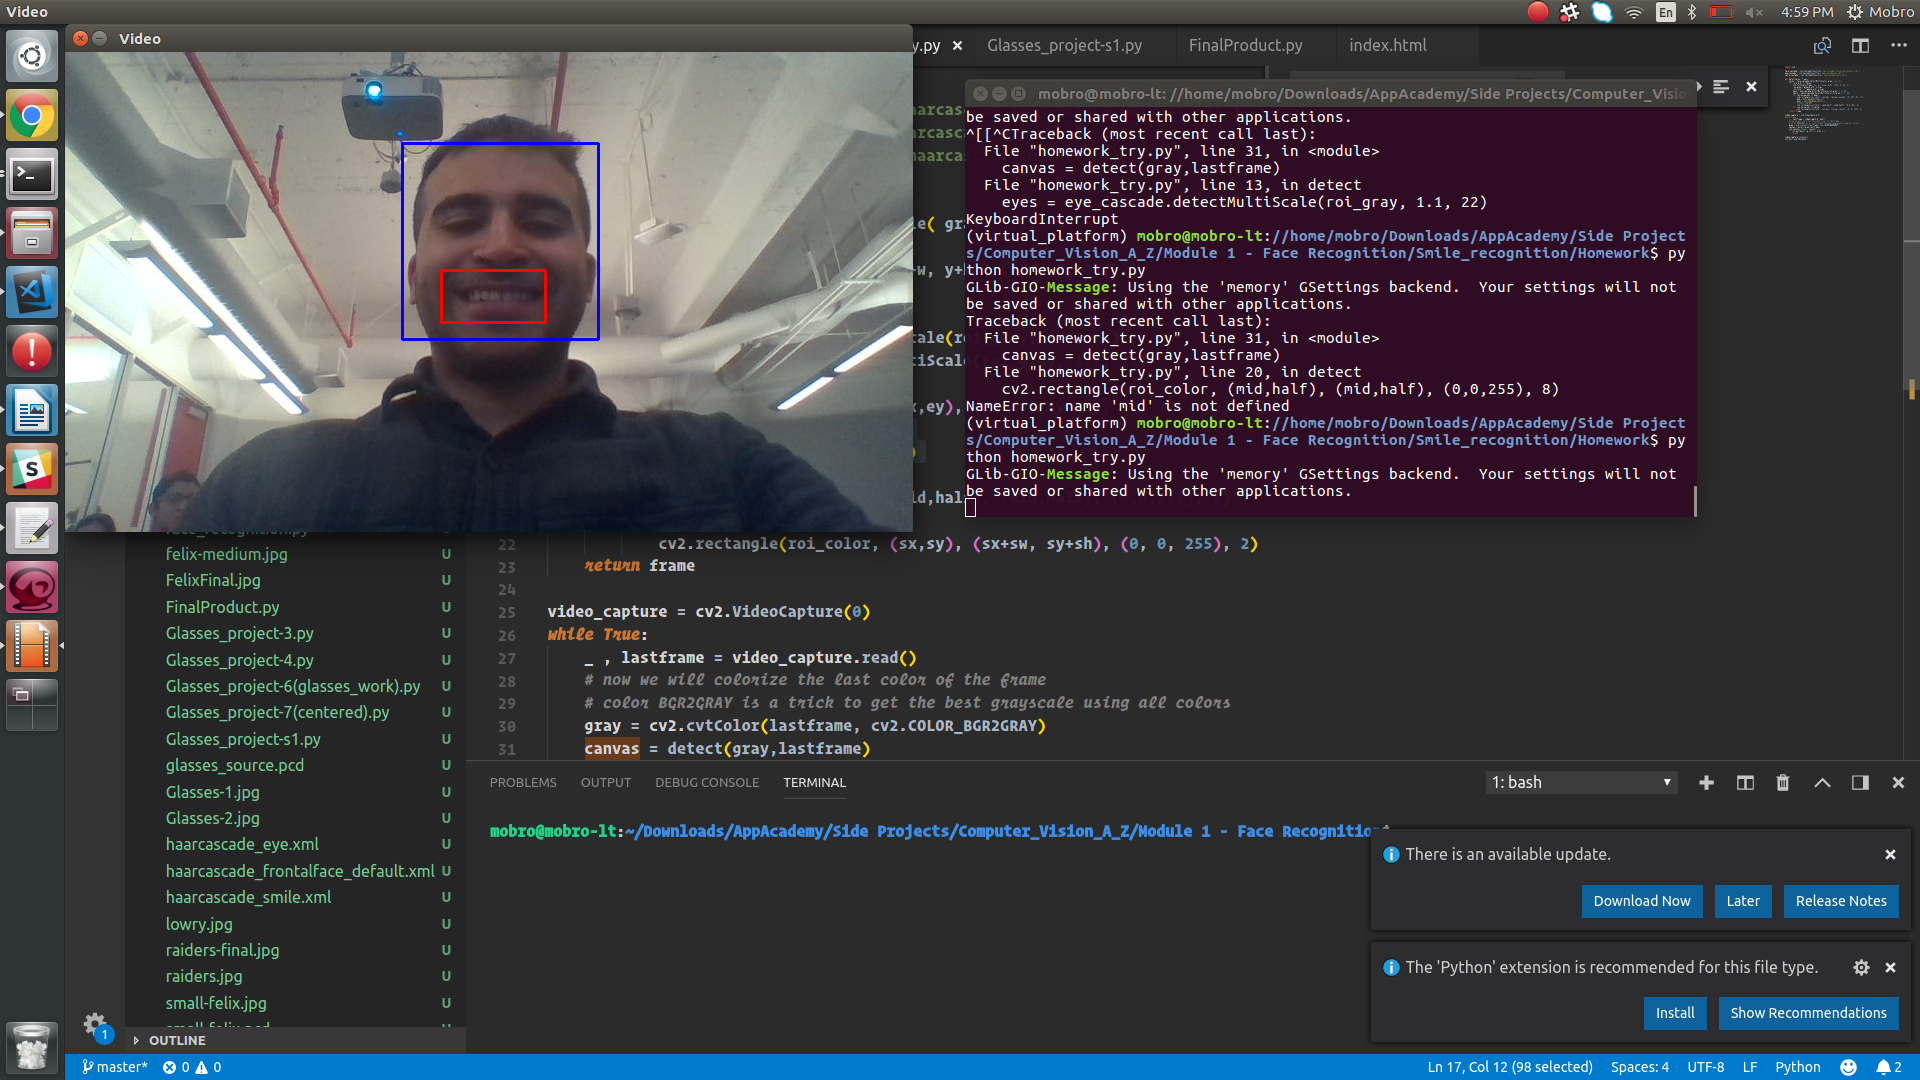 Video
En
4:59 PM
Mobro
Video
y.py
Glasses_project-s1.py
FinalProduct.py
index.html
mobro@mobro-lt: //home/mobro/Downloads/AppAcademy/Side Projects/Computer_Visio
be saved or shared with other applications.
^[[^CTraceback (most recent call last):
File "homework_try.py", line 31, in <module>
canvas = detect(gray,lastframe)
File "homework_try.py", line 13, in detect
eyes = eye_cascade.detectMultiScale(roi_gray, 1.1, 22)
KeyboardInterrupt
(virtual_platform) mobro@mobro-lt://home/mobro/Downloads/AppAcademy/Side Project
s/Computer_Vision_A_Z/Module 1 - Face Recognition/Smile_recognition/Homework$ py
thon homework_try.py
GLib-GIO-Message: Using the 'memory' GSettings backend.  Your settings will not
be saved or shared with other applications.
Traceback (most recent call last):
File "homework_try.py", line 31, in <module>
canvas = detect(gray,lastframe)
File "homework_try.py", line 20, in detect
cv2.rectangle(roi_color, (mid,half), (mid,half), (0,0,255), 8)
NameError: name 'mid' is not defined
(virtual_platform) mobro@mobro-lt://home/mobro/Downloads/AppAcademy/Side Project
s/Computer_Vision_A_Z/Module 1 - Face Recognition/Smile_recognition/Homework$ py
thon homework_try.py
GLib-GIO-Message: Using the 'memory' GSettings backend.  Your settings will not
be saved or shared with other applications.
felix-medium.jpg U
FelixFinal.jpg U
FinalProduct.py U
Glasses_project-3.py U
Glasses_project-4.py U
Glasses_project-6(glasses_work).py U
Glasses_project-7(centered).py U
Glasses_project-s1.py U
glasses_source.pcd U
Glasses-1.jpg U
Glasses-2.jpg U
haarcascade_eye.xml U
haarcascade_frontalface_default.xml U
haarcascade_smile.xml U
lowry.jpg U
raiders-final.jpg U
raiders.jpg U
small-felix.jpg U
OUTLINE
22 cv2.rectangle(roi_color, (sx,sy), (sx+sw, sy+sh), (0, 0, 255), 2)
23 return frame
24
25 video_capture = cv2.VideoCapture(0)
26 while True:
27 _ , lastframe = video_capture.read()
28 # now we will colorize the last color of the frame
29 # color BGR2GRAY is a trick to get the best grayscale using all colors
30 gray = cv2.cvtColor(lastframe, cv2.COLOR_BGR2GRAY)
31 canvas = detect(gray,lastframe)
PROBLEMS OUTPUT DEBUG CONSOLE TERMINAL
1: bash
mobro@mobro-lt:~/Downloads/AppAcademy/Side Projects/Computer_Vision_A_Z/Module 1 - Face Recognition$
There is an available update.
Download Now
Later
Release Notes
The 'Python' extension is recommended for this file type.
Install
Show Recommendations
1
master*
0
0
Ln 17, Col 12 (98 selected)
Spaces: 4
UTF-8
LF
Python
2